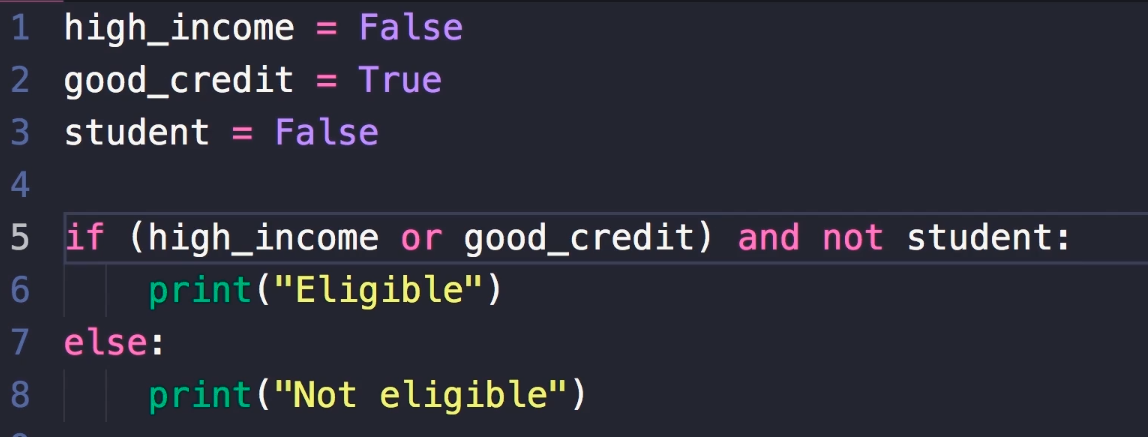 1 high_income = False
2 good_credit = True
3 student = False
4
5 if (high_income or good_credit) and not student:
6     print("Eligible")
7 else:
8     print("Not eligible")